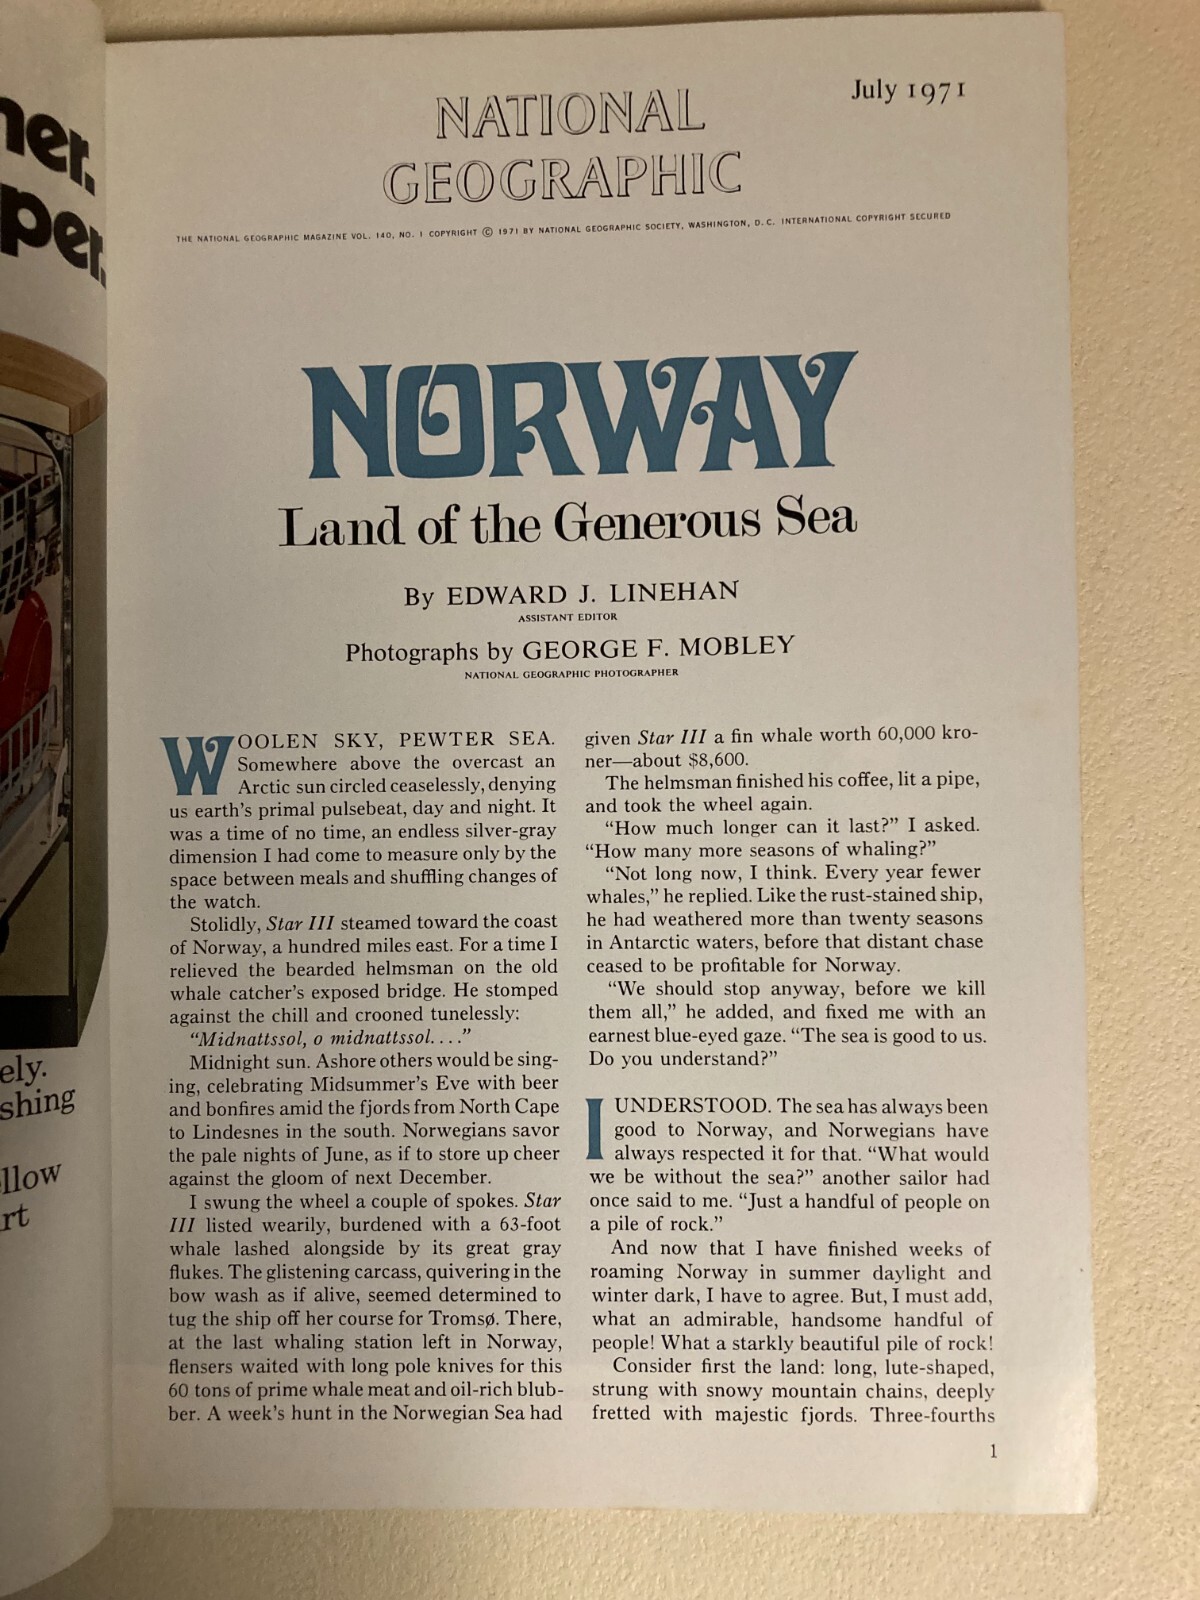 ner.
per.
ely.
shing
llow
rt
July 1971
NATIONAL
GEOGRAPHIC
THE NATIONAL GEOGRAPHIC MAGAZINE VOL. 140, NO. 1 COPYRIGHT © 1971 BY NATIONAL GEOGRAPHIC SOCIETY, WASHINGTON, D. C. INTERNATIONAL COPYRIGHT SECURED
NORWAY
Land of the Generous Sea
By EDWARD J. LINEHAN
ASSISTANT EDITOR
Photographs by GEORGE F. MOBLEY
NATIONAL GEOGRAPHIC PHOTOGRAPHER
WOOLEN SKY, PEWTER SEA.
Somewhere above the overcast an
Arctic sun circled ceaselessly, denying
us earth's primal pulsebeat, day and night. It
was a time of no time, an endless silver-gray
dimension I had come to measure only by the
space between meals and shuffling changes of
the watch.
Stolidly, Star III steamed toward the coast
of Norway, a hundred miles east. For a time I
relieved the bearded helmsman on the old
whale catcher's exposed bridge. He stomped
against the chill and crooned tunelessly:
"Midnattssol, o midnattssol. . . ."
Midnight sun. Ashore others would be sing-
ing, celebrating Midsummer's Eve with beer
and bonfires amid the fjords from North Cape
to Lindesnes in the south. Norwegians savor
the pale nights of June, as if to store up cheer
against the gloom of next December.
I swung the wheel a couple of spokes. Star
III listed wearily, burdened with a 63-foot
whale lashed alongside by its great gray
flukes. The glistening carcass, quivering in the
bow wash as if alive, seemed determined to
tug the ship off her course for Tromsø. There,
at the last whaling station left in Norway,
flensers waited with long pole knives for this
60 tons of prime whale meat and oil-rich blub-
ber. A week's hunt in the Norwegian Sea had
given Star III a fin whale worth 60,000 kro-
ner—about $8,600.
The helmsman finished his coffee, lit a pipe,
and took the wheel again.
"How much longer can it last?" I asked.
"How many more seasons of whaling?"
"Not long now, I think. Every year fewer
whales," he replied. Like the rust-stained ship,
he had weathered more than twenty seasons
in Antarctic waters, before that distant chase
ceased to be profitable for Norway.
"We should stop anyway, before we kill
them all," he added, and fixed me with an
earnest blue-eyed gaze. "The sea is good to us.
Do you understand?"
I UNDERSTOOD. The sea has always been
good to Norway, and Norwegians have
always respected it for that. "What would
we be without the sea?" another sailor had
once said to me. "Just a handful of people on
a pile of rock."
And now that I have finished weeks of
roaming Norway in summer daylight and
winter dark, I have to agree. But, I must add,
what an admirable, handsome handful of
people! What a starkly beautiful pile of rock!
Consider first the land: long, lute-shaped,
strung with snowy mountain chains, deeply
fretted with majestic fjords. Three-fourths
1